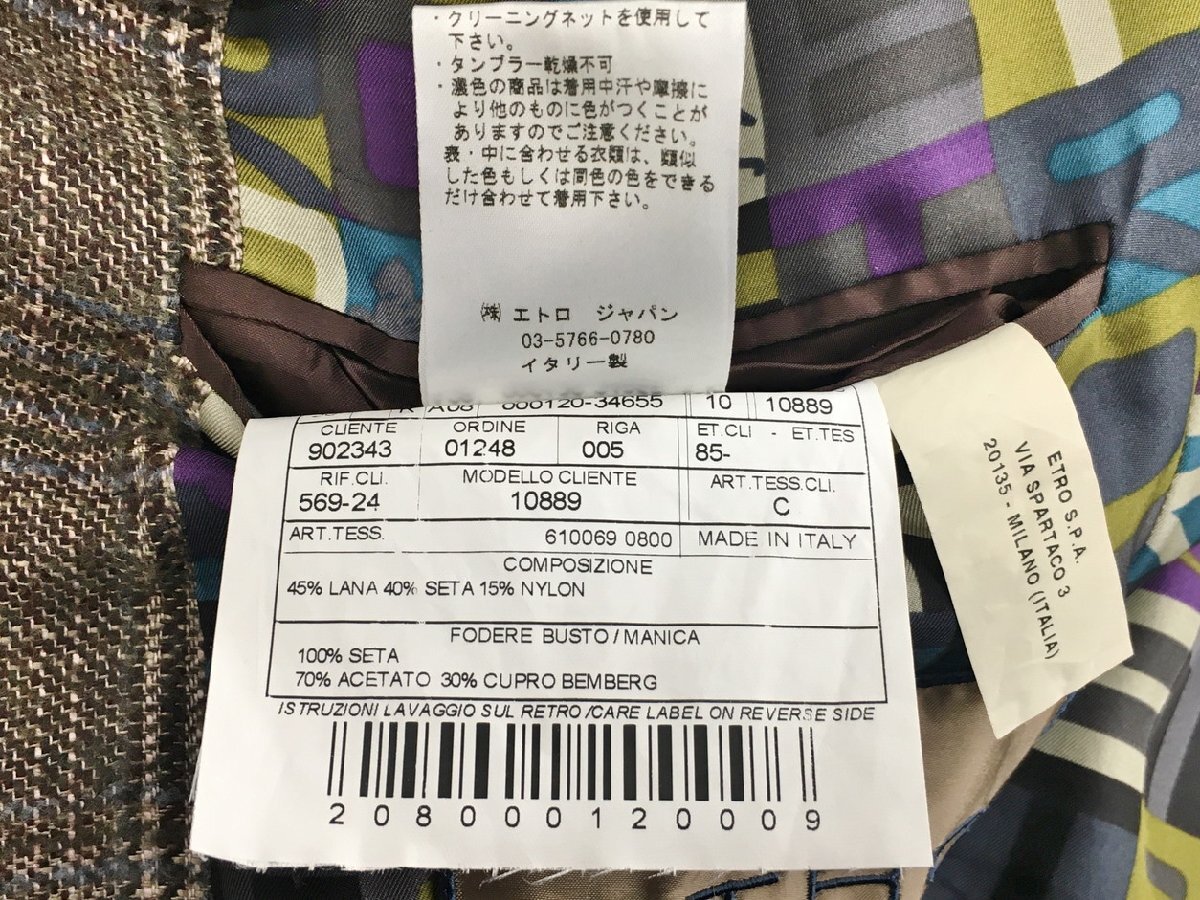 ・クリーニングネットを使用して
下さい。
・タンブラー乾燥不可
・濃色の商品は着用中汗や摩擦に
より他のものに色がつくことが
ありますのでご注意ください。
表・中に合わせる衣類は、類似
した色もしくは同色の色をできる
だけ合わせて着用下さい。
㈱ エトロ ジャパン
03-5766-0780
イタリー製
10 10889
CLIENTE ORDINE RIGA ET.CLI - ET.TES
902343 01248 005 85-
RIF.CLI. MODELLO CLIENTE ART.TESS.CLI.
569-24 10889 C
ART.TESS. 610069 0800 MADE IN ITALY
COMPOSIZIONE
45% LANA 40% SETA 15% NYLON
FODERE BUSTO / MANICA
100% SETA
70% ACETATO 30% CUPRO BEMBERG
ISTRUZIONI LAVAGGIO SUL RETRO /CARE LABEL ON REVERSE SIDE
2080001200009
ETRO S.P.A.
VIA SPARTACO 3
20135 - MILANO (ITALIA)